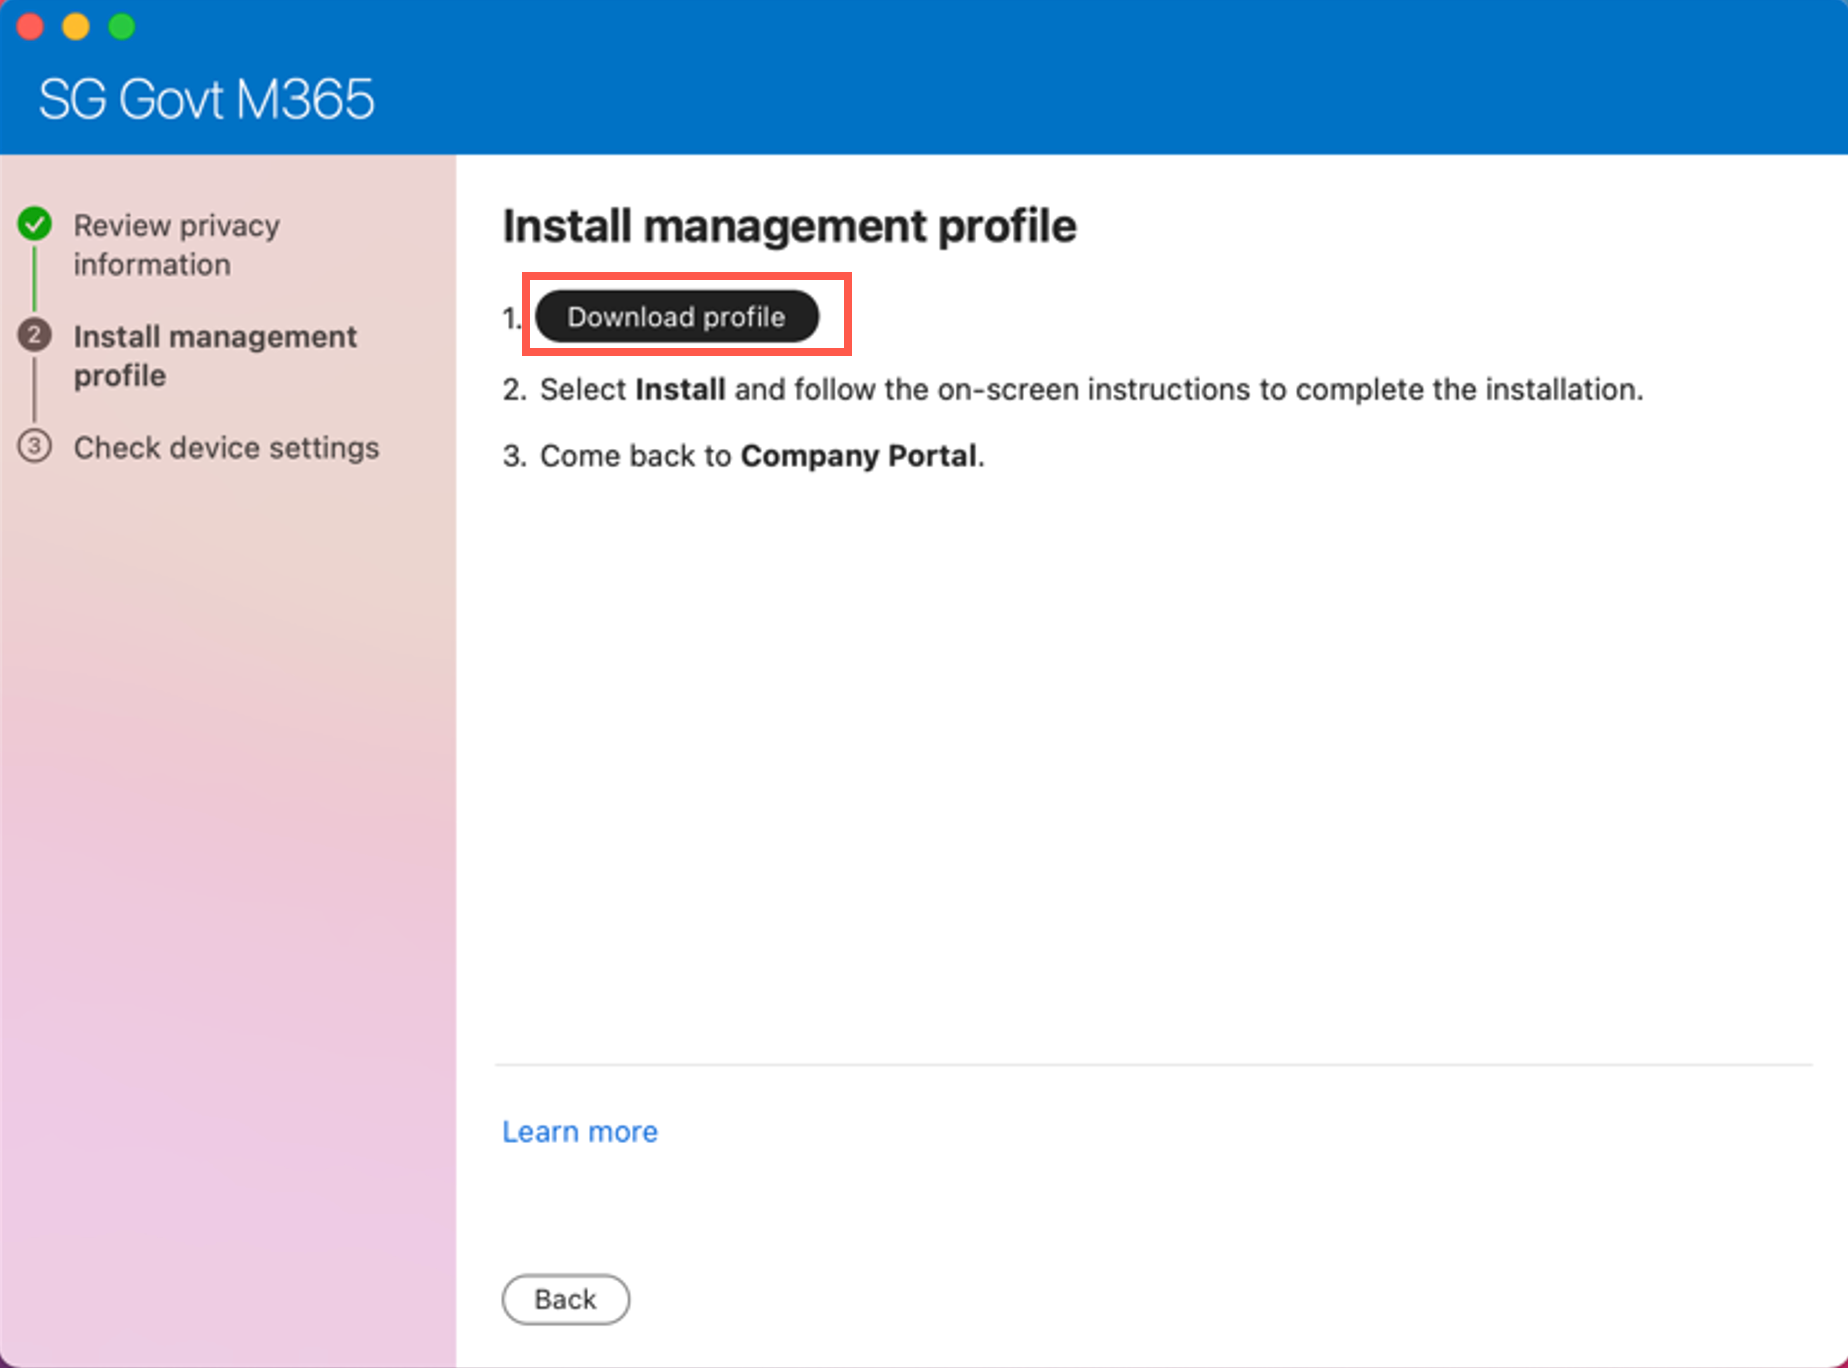 SG Govt M365
Review privacy
information
2 Install management
profile
3 Check device settings
Install management profile
1. Download profile
2. Select Install and follow the on-screen instructions to complete the installation.
3. Come back to Company Portal.
Learn more
Back